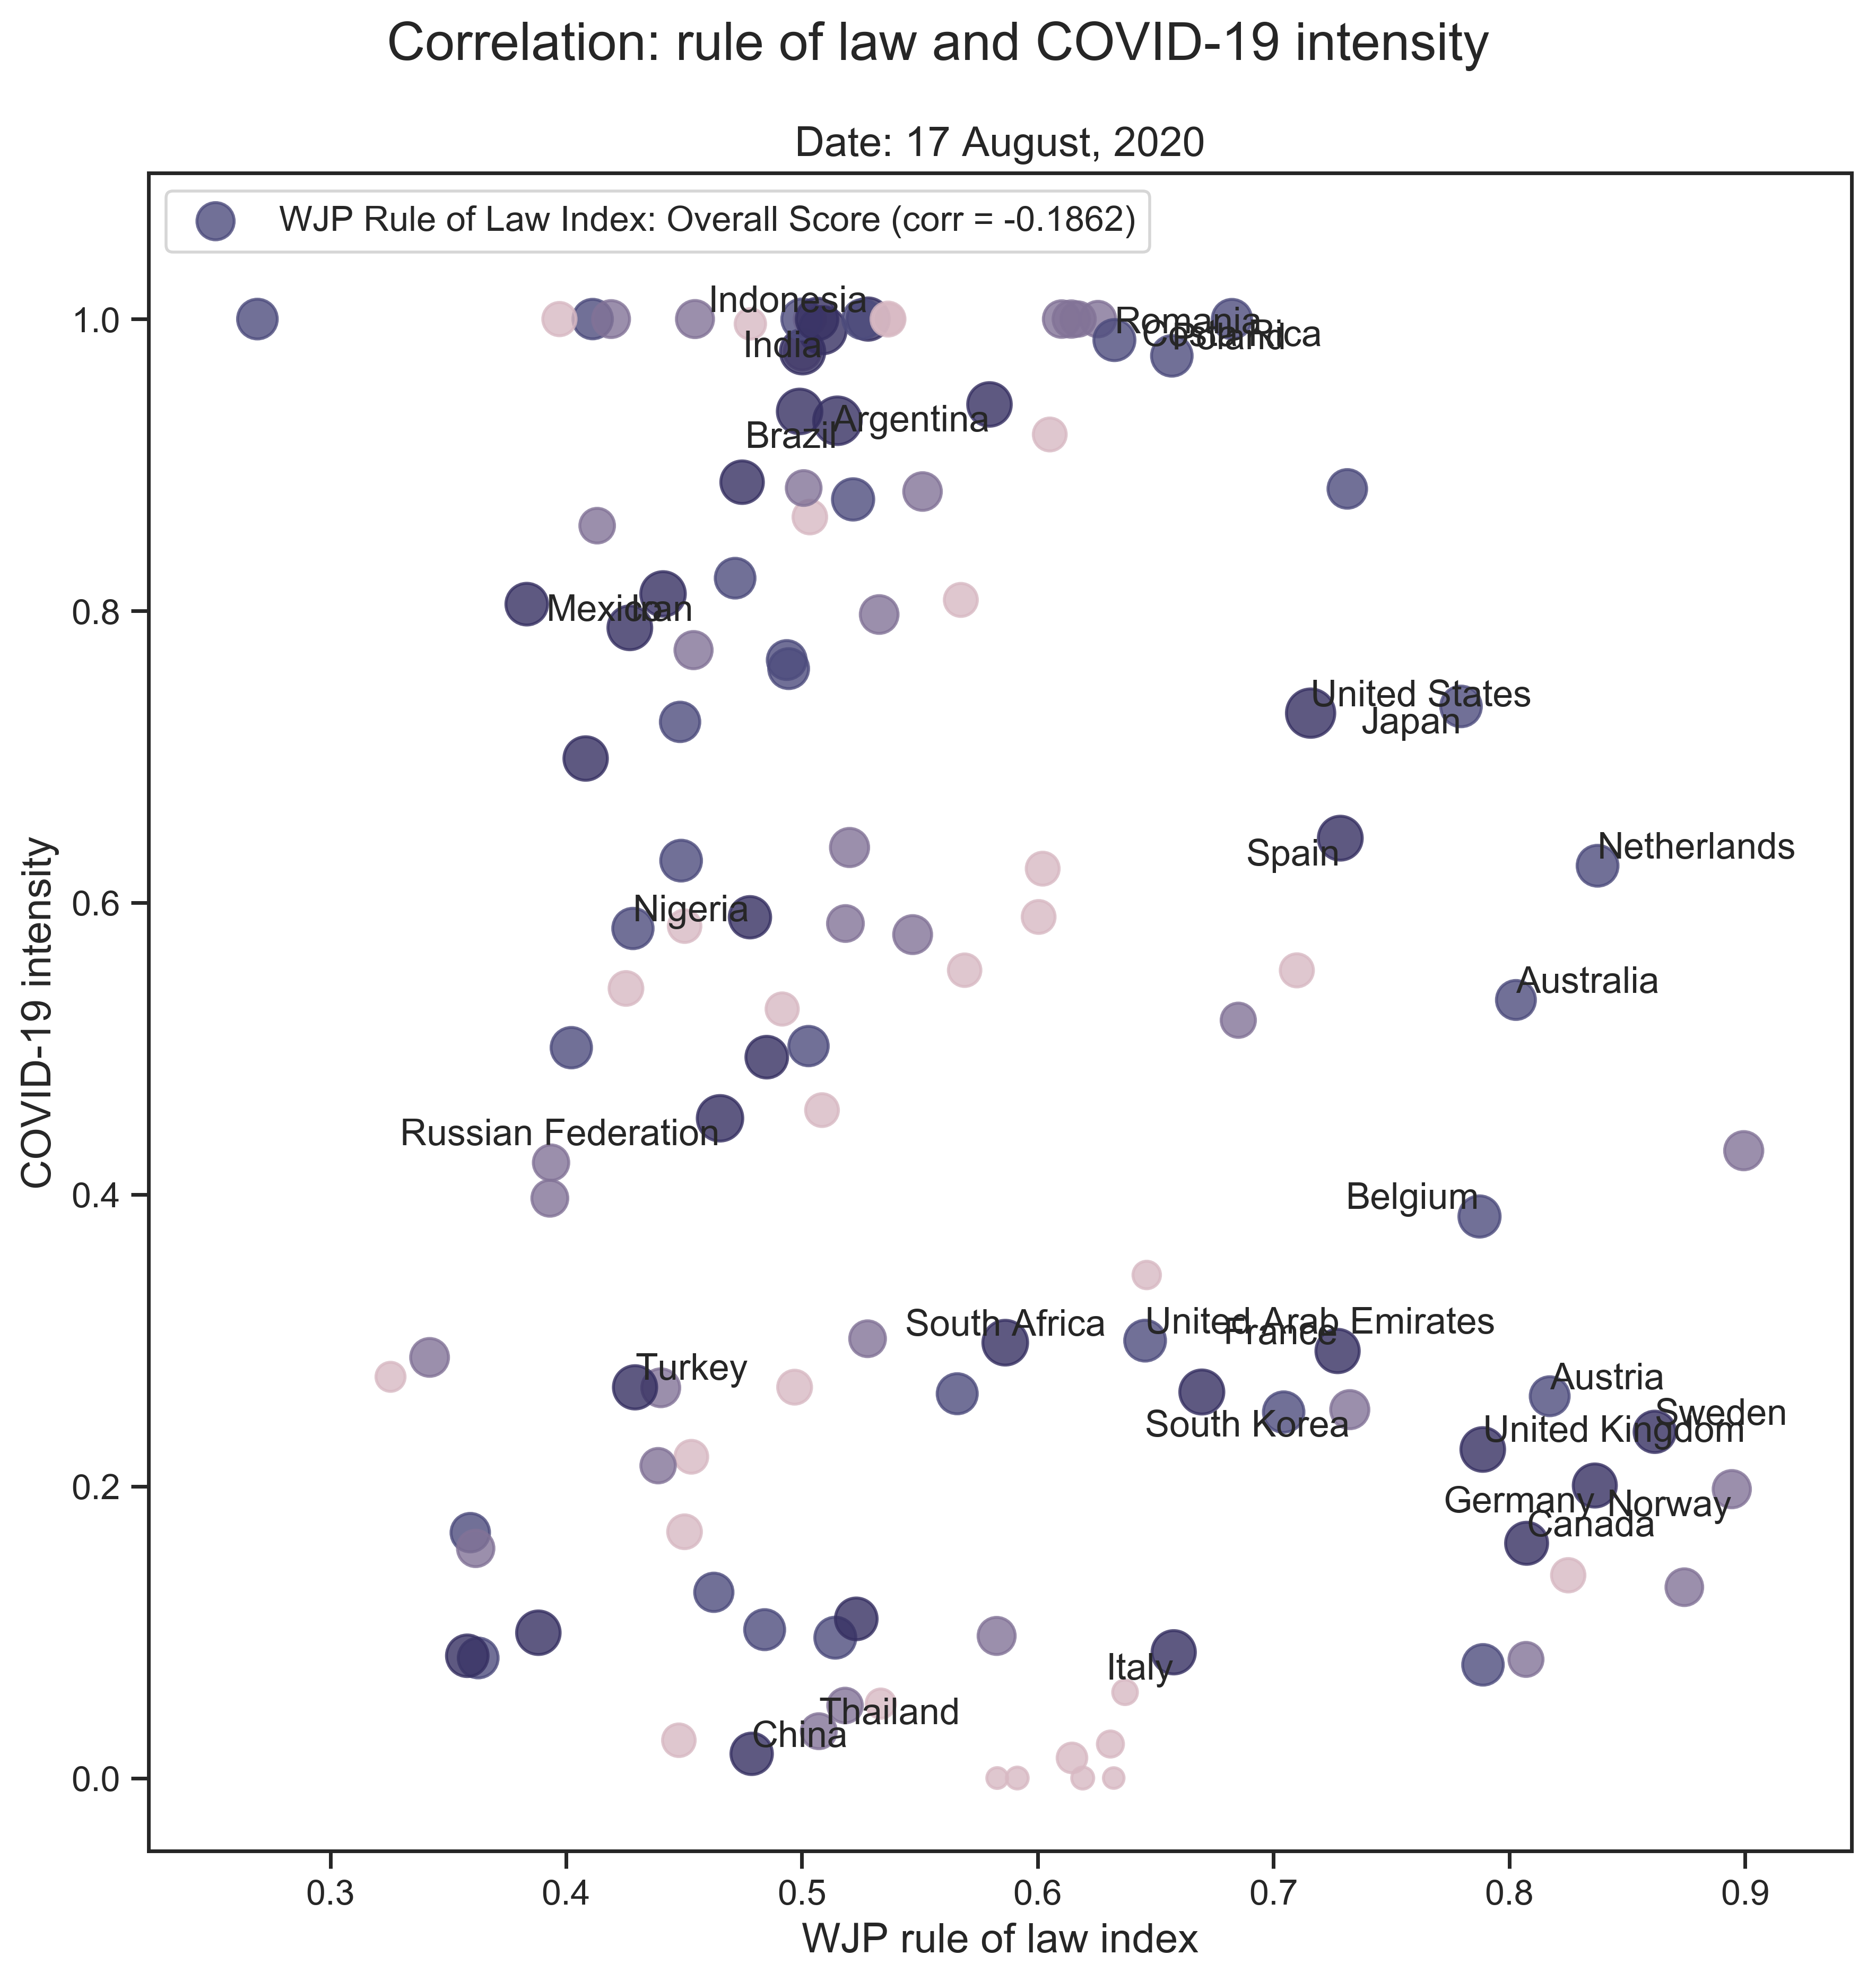 Correlation: rule of law and COVID-19 intensity
Date: 17 August, 2020
WJP Rule of Law Index: Overall Score (corr = -0.1862)
COVID-19 intensity
1.0
0.8
0.6
0.4
0.2
0.0
Indonesia
Romania
Costa Rica
Poland
India
Argentina
Brazil
Mexico
Iran
United States
Japan
Spain
Netherlands
Nigeria
Australia
Russian Federation
Belgium
South Africa
United Arab Emirates
France
Turkey
Austria
South Korea
Sweden
United Kingdom
Germany
Norway
Canada
Italy
Thailand
China
0.3
0.4
0.5
0.6
0.7
0.8
0.9
WJP rule of law index